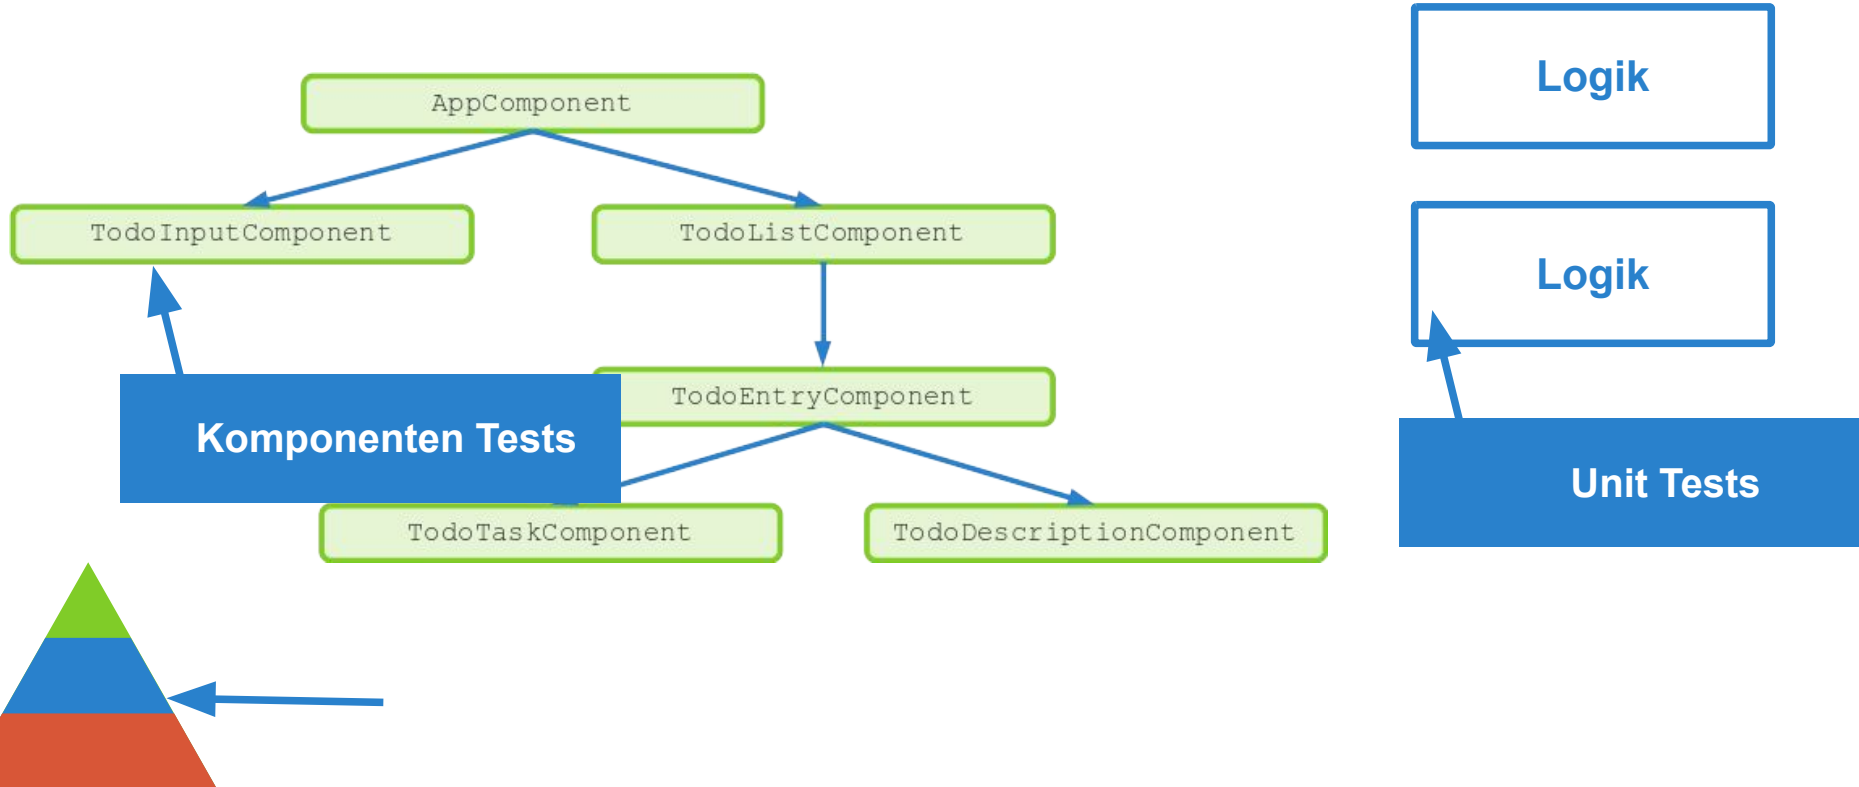 AppComponent
TodoInputComponent
TodoListComponent
TodoEntryComponent
Komponenten Tests
TodoTaskComponent
TodoDescriptionComponent
Logik
Logik
Unit Tests